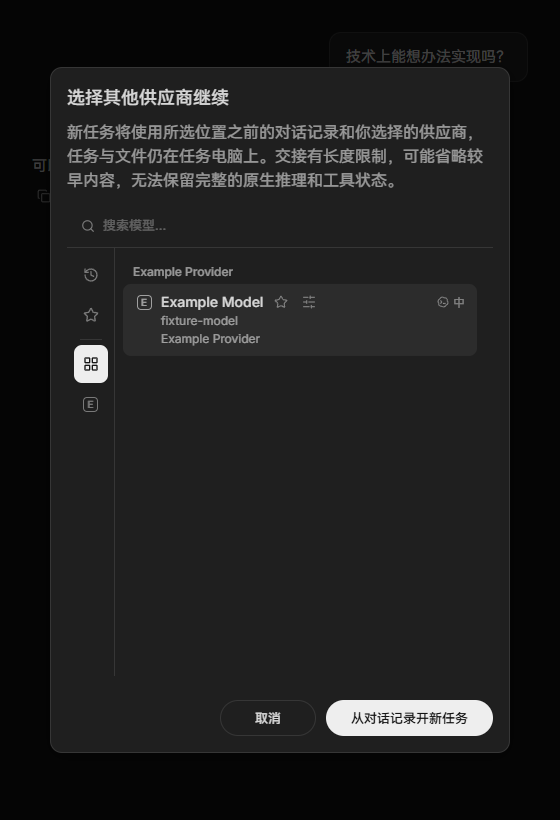 技术上能想办法实现吗？
选择其他供应商继续
新任务将使用所选位置之前的对话记录和你选择的供应商，
任务与文件仍在任务电脑上。交接有长度限制，可能省略较
早内容，无法保留完整的原生推理和工具状态。
可
搜索模型...
Example Provider
E Example Model 中
fixture-model
Example Provider
E
取消
从对话记录开新任务